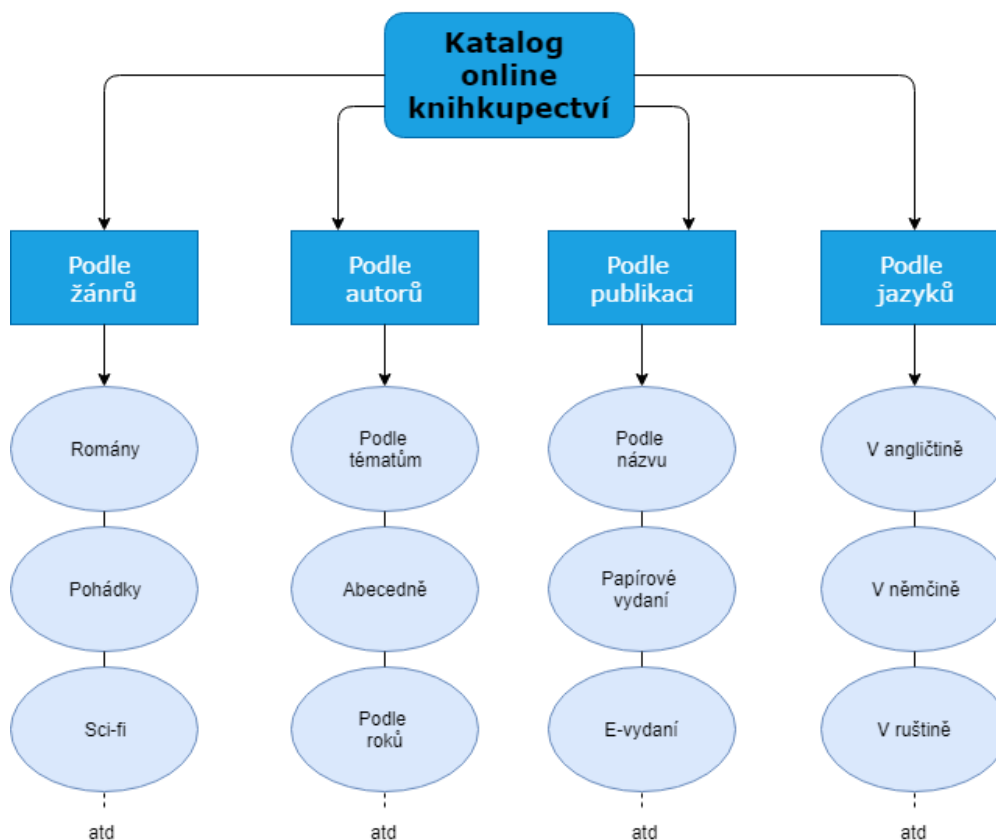 Katalog
online
knihkupectví
Podle
žánrů
Podle
autorů
Podle
publikaci
Podle
jazyků
Romány
Podle
tématům
Podle
názvu
V angličtině
Pohádky
Abecedně
Papírové
vydaní
V němčině
Sci-fi
Podle
roků
E-vydaní
V ruštině
atd
atd
atd
atd